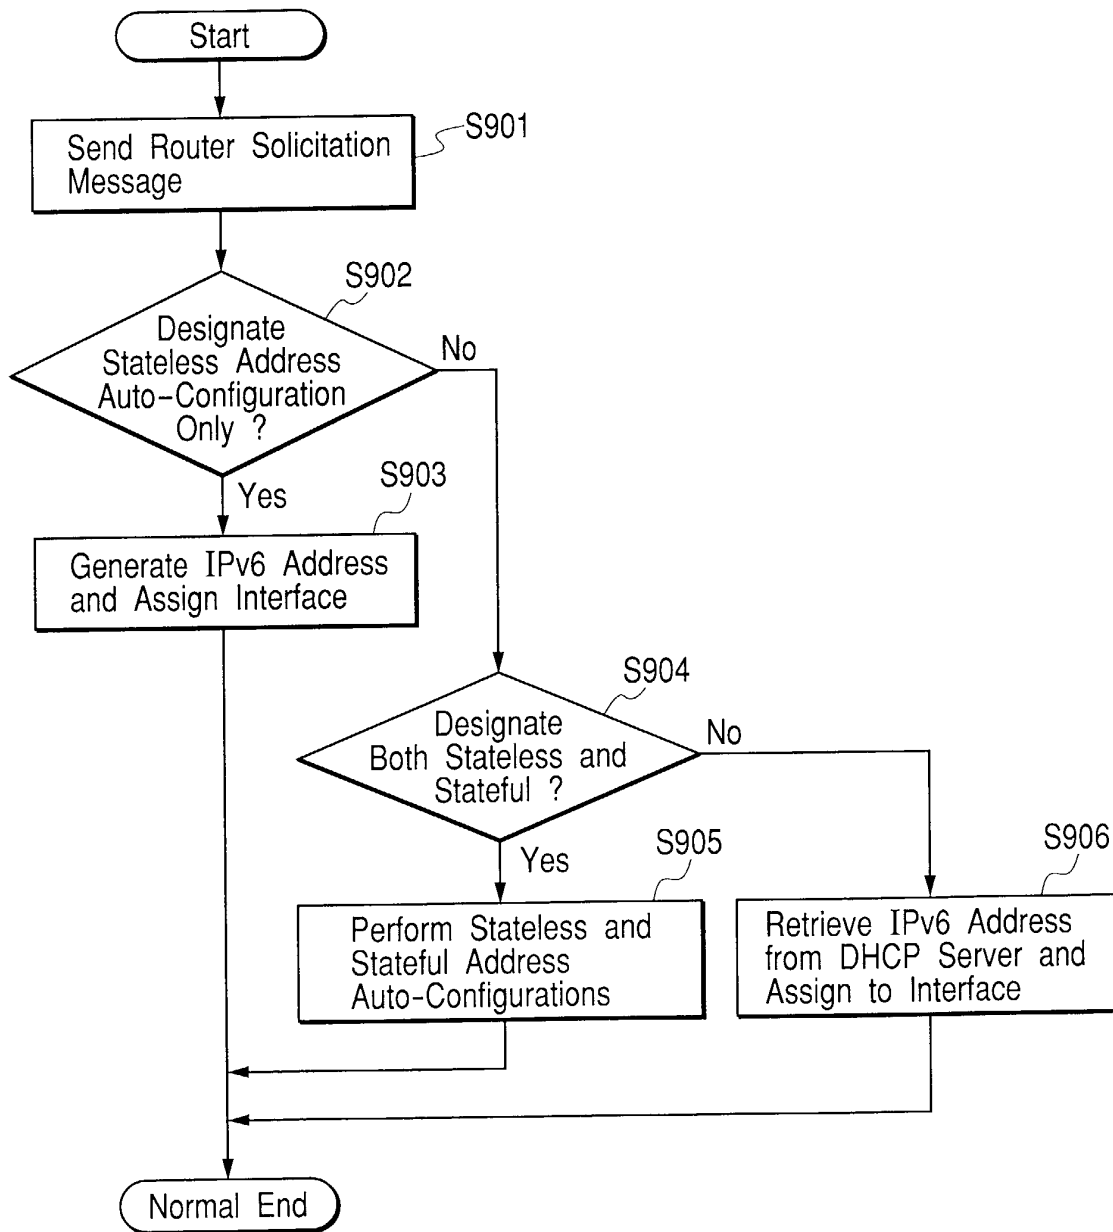 Start
S901
Send Router Solicitation
Message
S902
Designate
Stateless Address
Auto-Configuration
Only ?
No
Yes
S903
Generate IPv6 Address
and Assign Interface
S904
Designate
Both Stateless and
Stateful ?
No
Yes
S905
Perform Stateless and
Stateful Address
Auto-Configurations
S906
Retrieve IPv6 Address
from DHCP Server and
Assign to Interface
Normal End